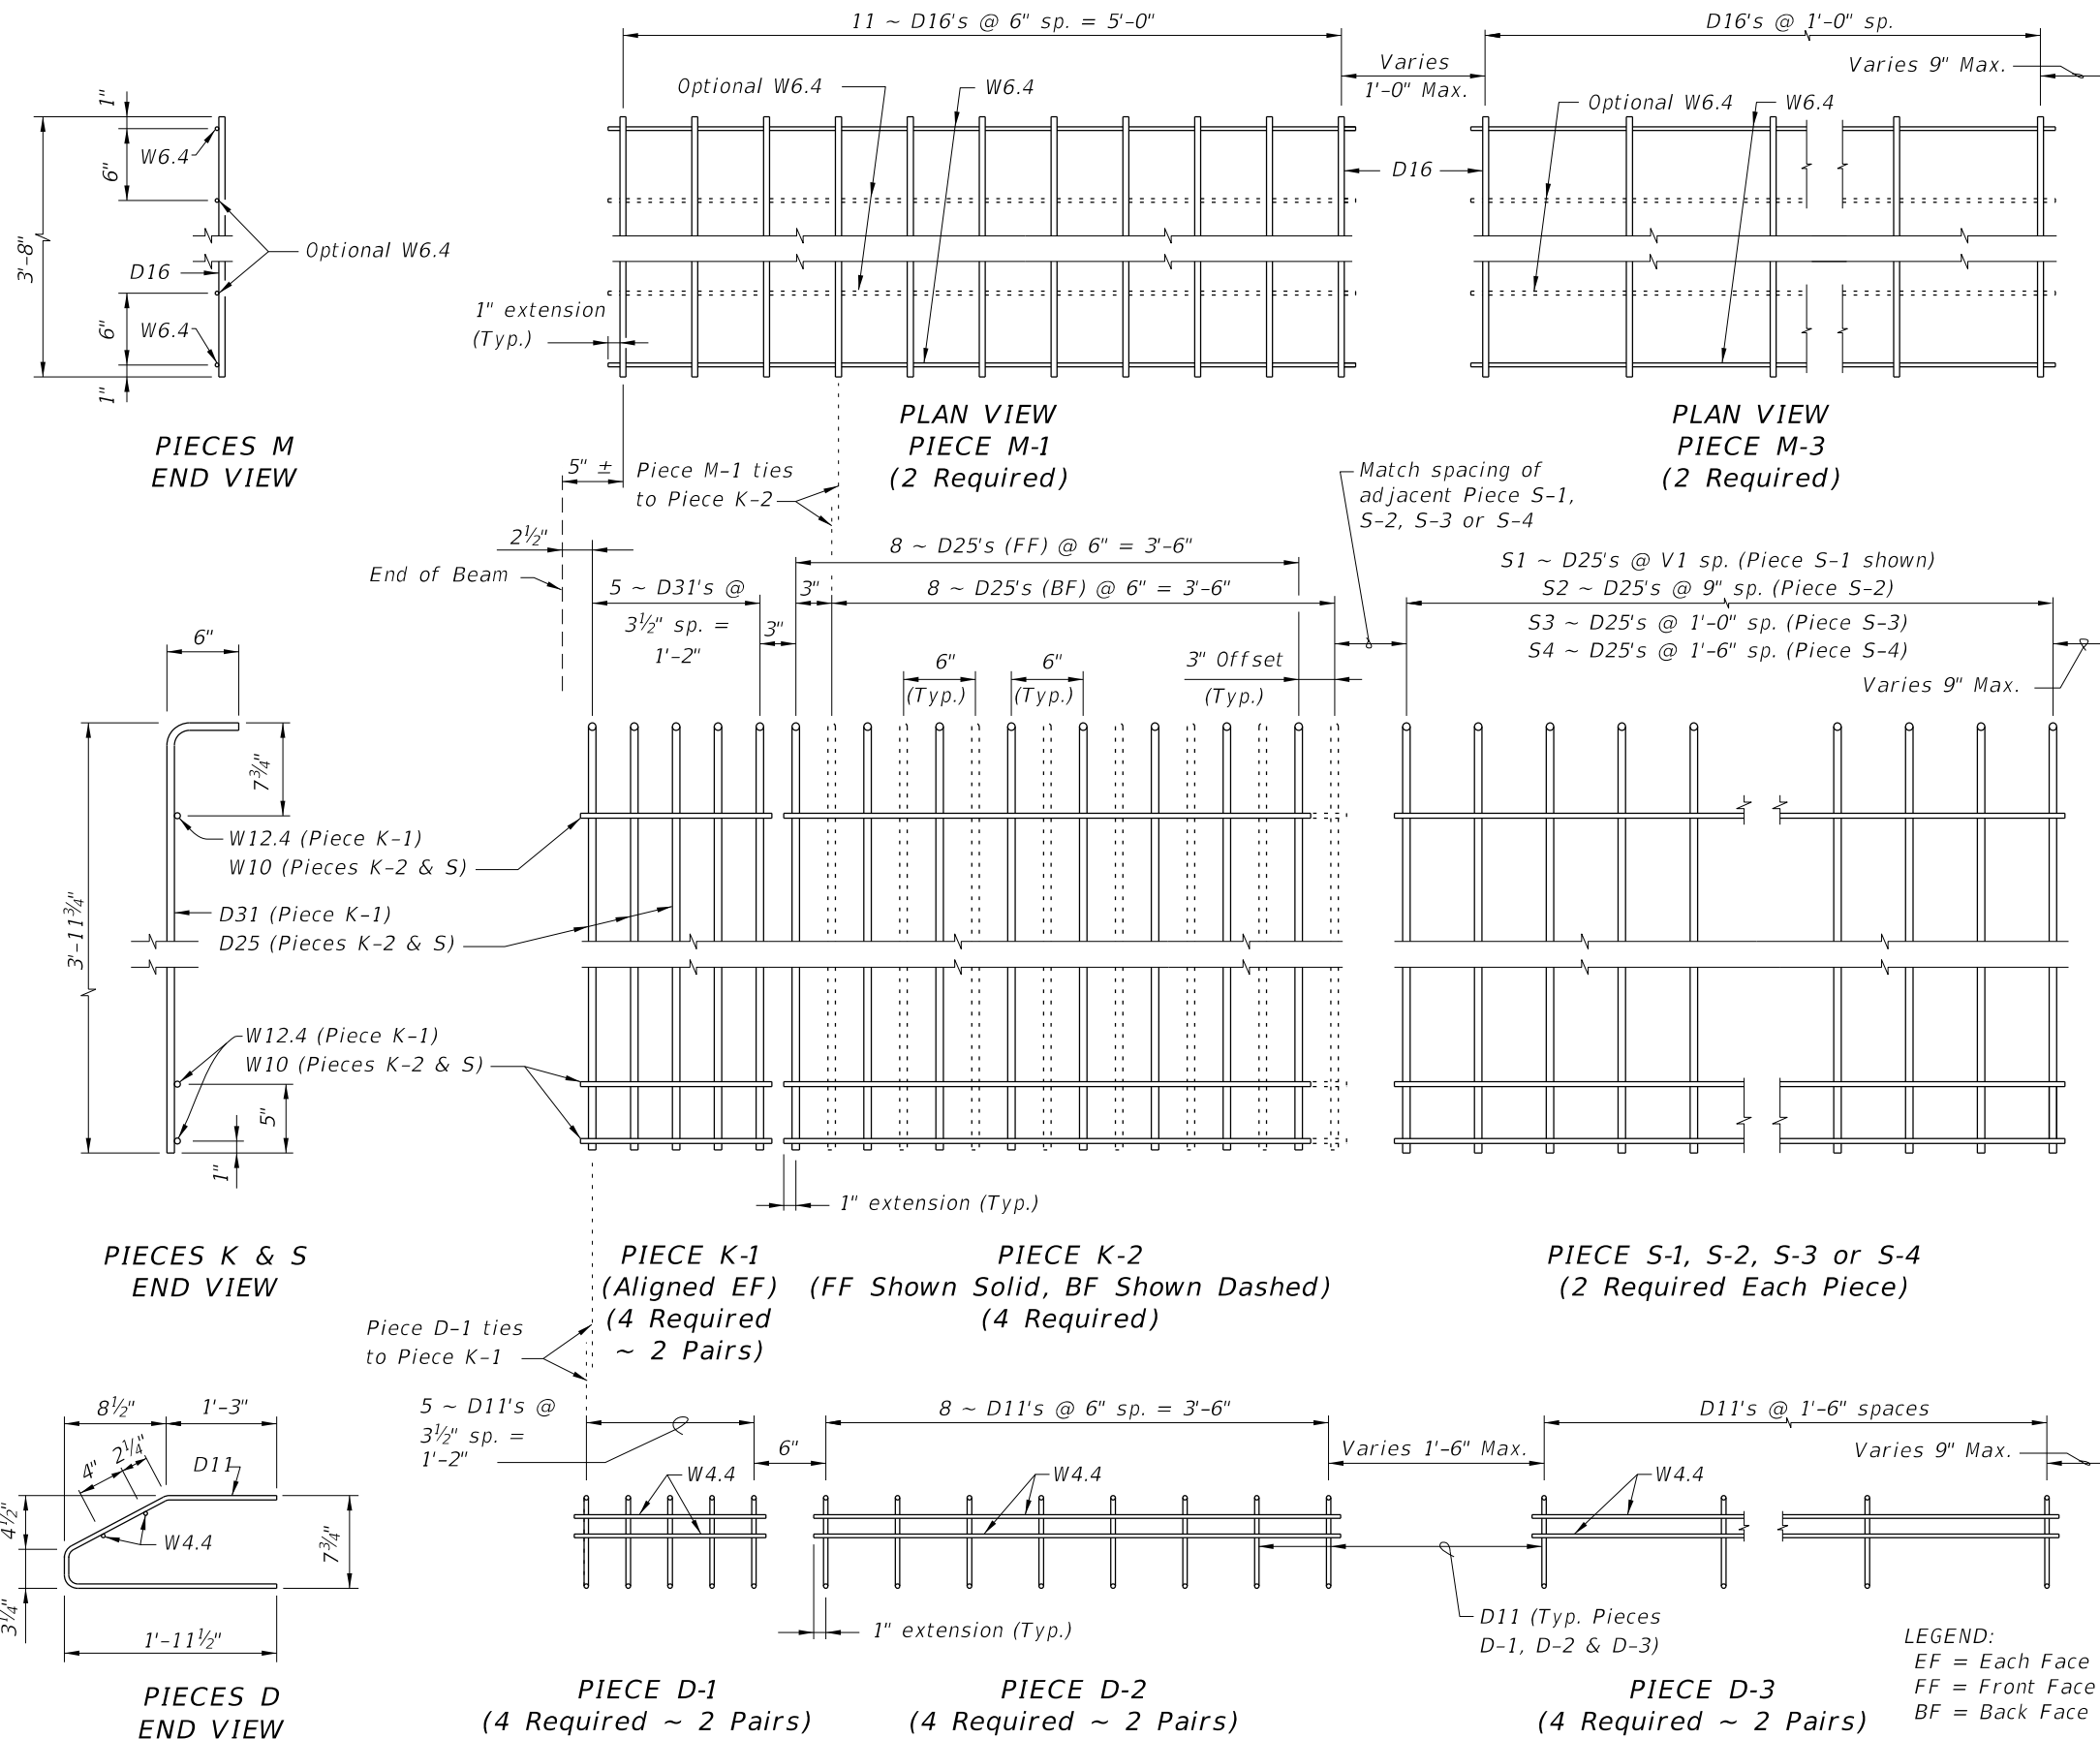 11 ~ D16's @ 6" sp. = 5'-0"
D16's @ 1'-0" sp.
Varies
1'-0" Max.
Varies 9" Max.
Optional W6.4
W6.4
Optional W6.4
W6.4
1"
6"
W6.4
3'-8"
Optional W6.4
D16
D16
6"
W6.4
1"
1" extension
(Typ.)
PIECES M
END VIEW
PLAN VIEW
PIECE M-1
(2 Required)
PLAN VIEW
PIECE M-3
(2 Required)
5" ±
Piece M-1 ties
to Piece K-2
Match spacing of
adjacent Piece S-1,
S-2, S-3 or S-4
2½"
End of Beam
8 ~ D25's (FF) @ 6" = 3'-6"
5 ~ D31's @
3½" sp. =
1'-2"
3"
8 ~ D25's (BF) @ 6" = 3'-6"
3"
S1 ~ D25's @ V1 sp. (Piece S-1 shown)
S2 ~ D25's @ 9" sp. (Piece S-2)
S3 ~ D25's @ 1'-0" sp. (Piece S-3)
S4 ~ D25's @ 1'-6" sp. (Piece S-4)
Varies 9" Max.
6"
6"
(Typ.)
6"
(Typ.)
3" Offset
(Typ.)
7¾"
W12.4 (Piece K-1)
W10 (Pieces K-2 & S)
3'-11¾"
D31 (Piece K-1)
D25 (Pieces K-2 & S)
W12.4 (Piece K-1)
W10 (Pieces K-2 & S)
5"
1"
1" extension (Typ.)
PIECES K & S
END VIEW
PIECE K-1
(Aligned EF)
(4 Required
~ 2 Pairs)
PIECE K-2
(FF Shown Solid, BF Shown Dashed)
(4 Required)
PIECE S-1, S-2, S-3 or S-4
(2 Required Each Piece)
Piece D-1 ties
to Piece K-1
8½"
1'-3"
4"
2¼"
D11
4½"
W4.4
7¾"
3¼"
1'-11½"
5 ~ D11's @
3½" sp. =
1'-2"
6"
8 ~ D11's @ 6" sp. = 3'-6"
Varies 1'-6" Max.
D11's @ 1'-6" spaces
Varies 9" Max.
W4.4
W4.4
W4.4
1" extension (Typ.)
D11 (Typ. Pieces
D-1, D-2 & D-3)
LEGEND:
EF = Each Face
FF = Front Face
BF = Back Face
PIECES D
END VIEW
PIECE D-1
(4 Required ~ 2 Pairs)
PIECE D-2
(4 Required ~ 2 Pairs)
PIECE D-3
(4 Required ~ 2 Pairs)